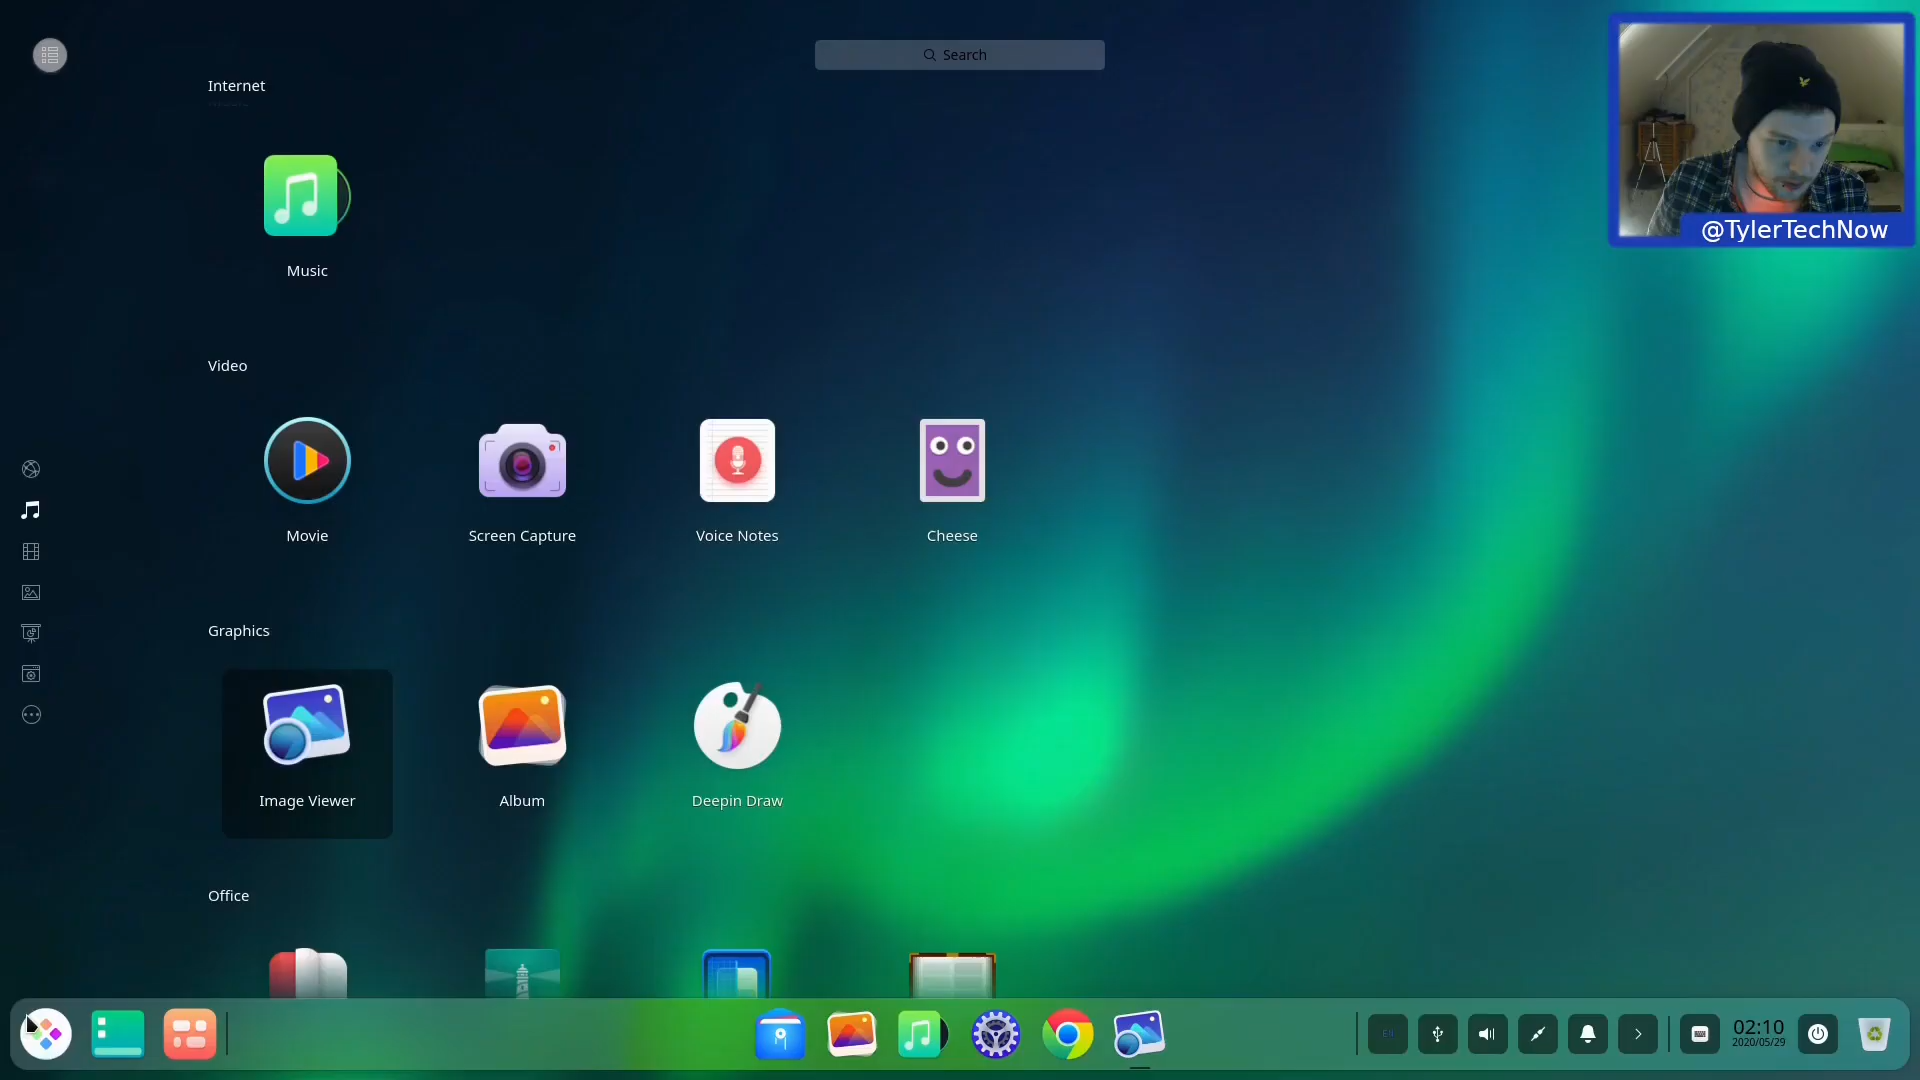 Search
@TylerTechNow
Internet
Music
Video
Movie
Screen Capture
Voice Notes
Cheese
Graphics
Image Viewer
Album
Deepin Draw
Office
EN
02:10
2020/05/29